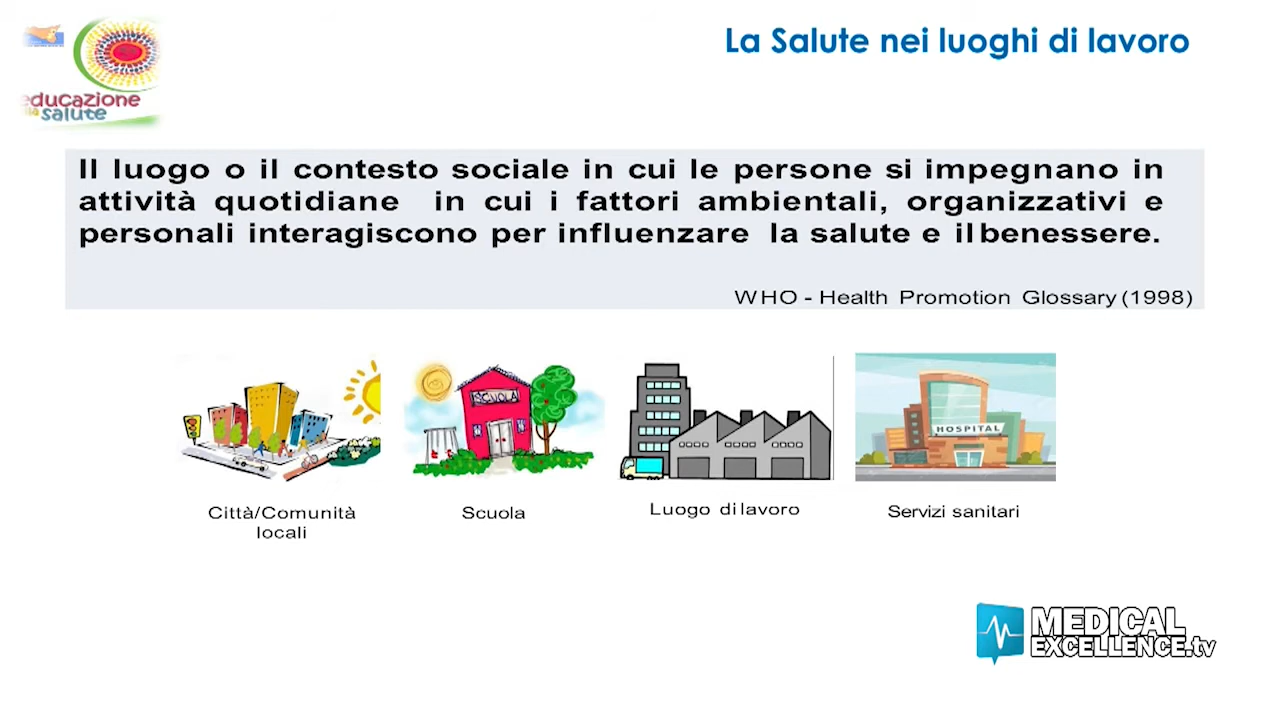 La Salute nei luoghi di lavoro
educazione
alla salute
Il luogo o il contesto sociale in cui le persone si impegnano in
attività quotidiane in cui i fattori ambientali, organizzativi e
personali interagiscono per influenzare la salute e il benessere.
WHO - Health Promotion Glossary (1998)
SCUOLA
HOSPITAL
Città/Comunità
locali
Scuola
Luogo di lavoro
Servizi sanitari
MEDICAL
EXCELLENCE.tv